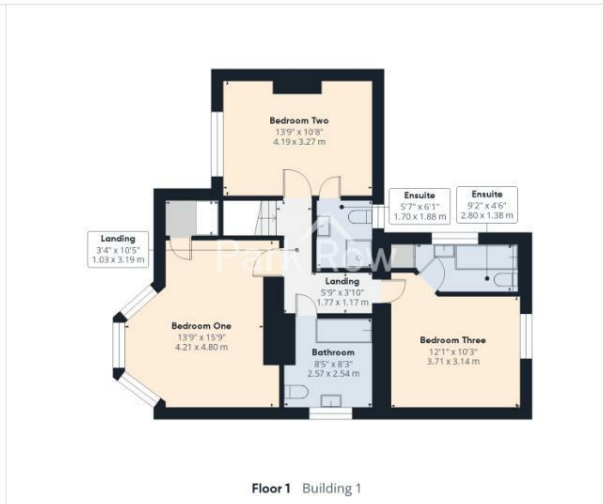 Bedroom Two
13'9" x 10'8"
4.19 x 3.27 m
Ensuite
5'7" x 6'1"
1.70 x 1.88 m
Ensuite
9'2" x 4'6"
2.80 x 1.38 m
Landing
3'4" x 10'5"
1.03 x 3.19 m
Park Row
Landing
5'9" x 3'10"
1.77 x 1.17 m
Bedroom One
13'9" x 15'9"
4.21 x 4.80 m
Bedroom Three
12'1" x 10'3"
3.71 x 3.14 m
Bathroom
8'5" x 8'3"
2.57 x 2.54 m
Floor 1 Building 1